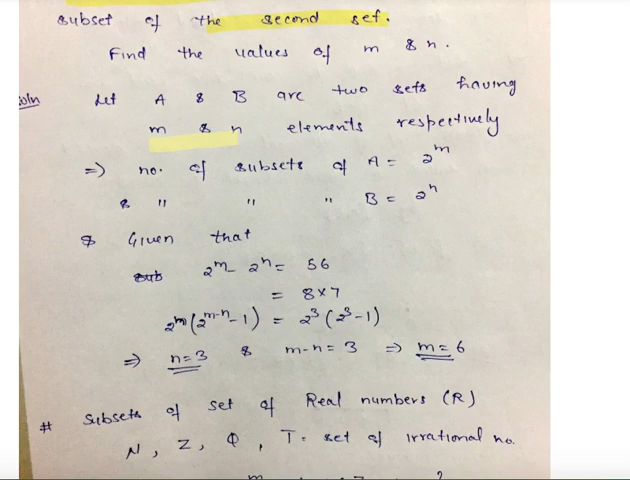 subset of the second set.
Find the values of m & n.
Soln Let A & B are two sets having
m & n elements respectively
=> no. of subsets of A = 2^m
& " " " B = 2^n
& Given that
2^m - 2^n = 56
= 8×7
2^m(2^{m-n} - 1) = 2^3(2^3 - 1)
=> n = 3 & m-n = 3 => m = 6
# Subsets of set of Real numbers (R)
N, Z, Q, T = set of irrational no.